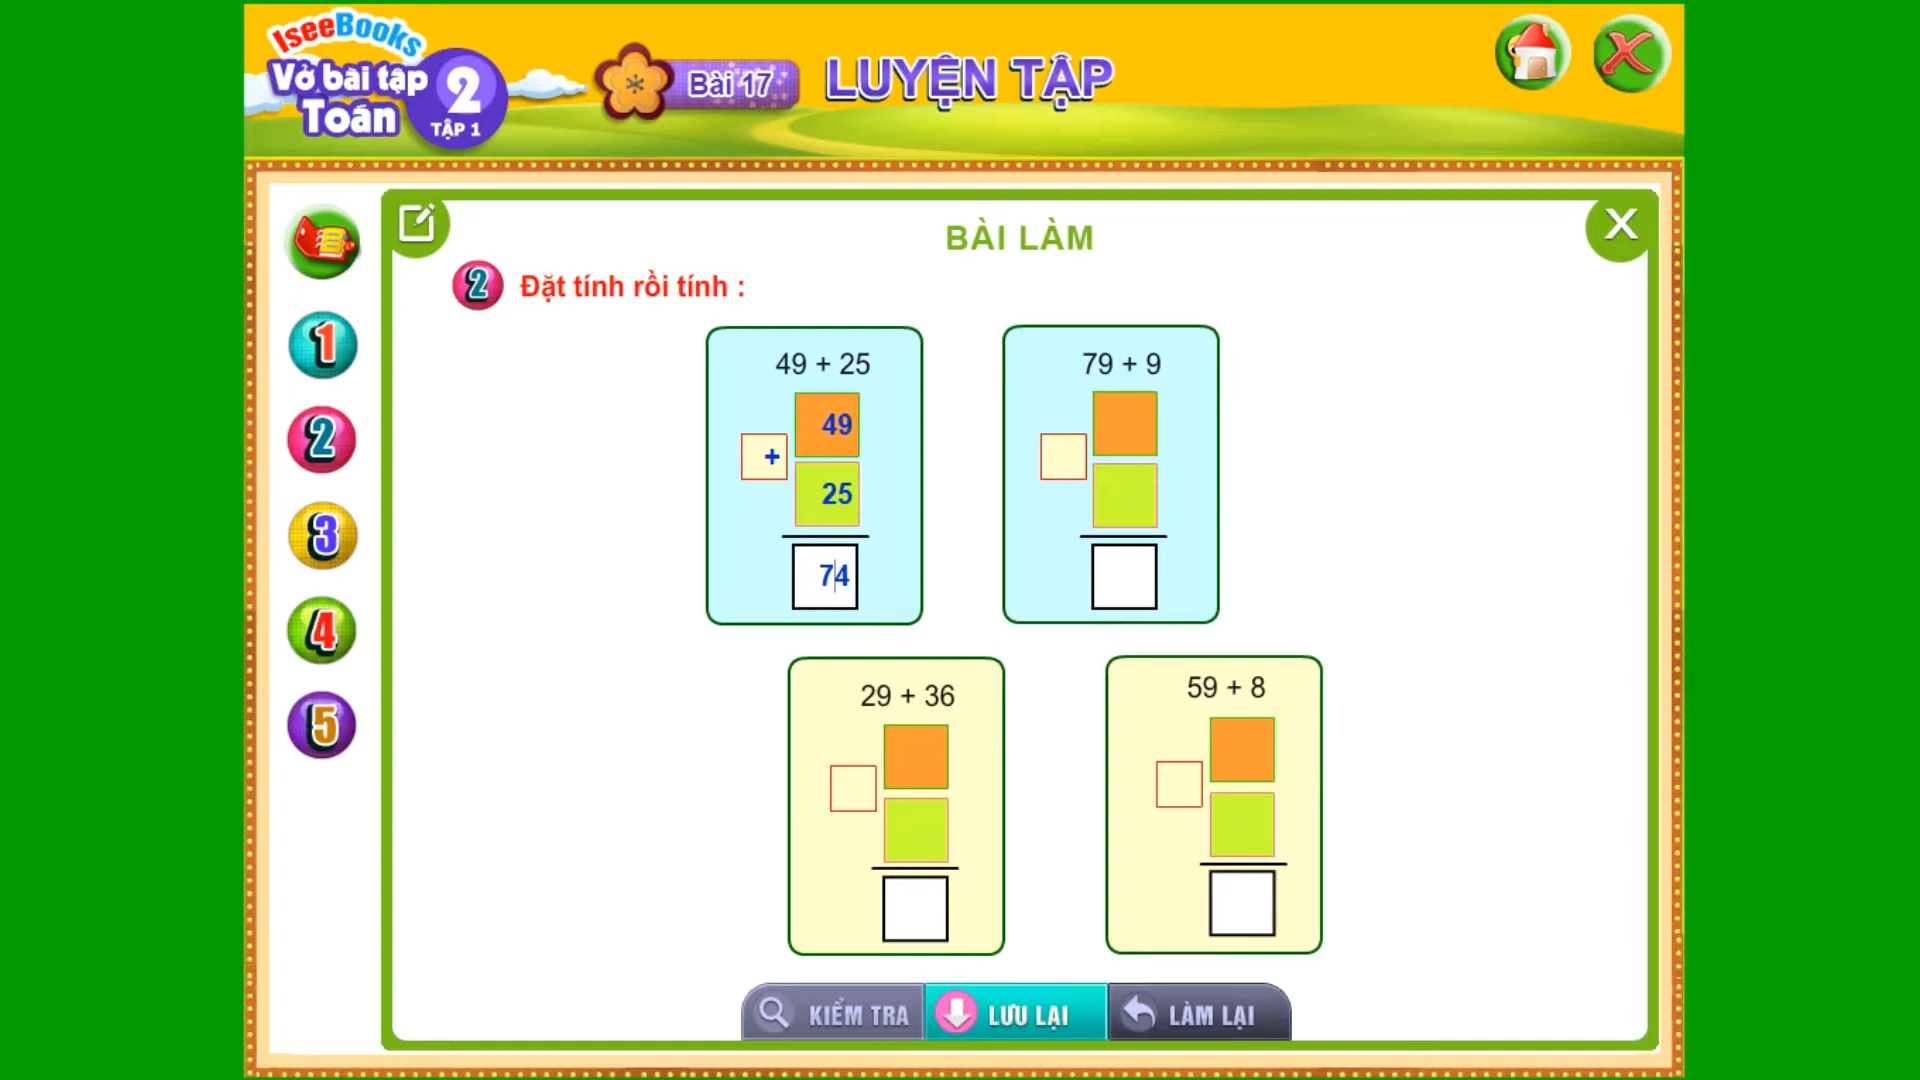 IseeBooks
Vở bài tập
Toán
2
TẬP 1
Bài 17
LUYỆN TẬP
BÀI LÀM
2 Đặt tính rồi tính :
1
2
3
4
5
49 + 25
49
+
25
74
79 + 9
29 + 36
59 + 8
KIỂM TRA
LƯU LẠI
LÀM LẠI